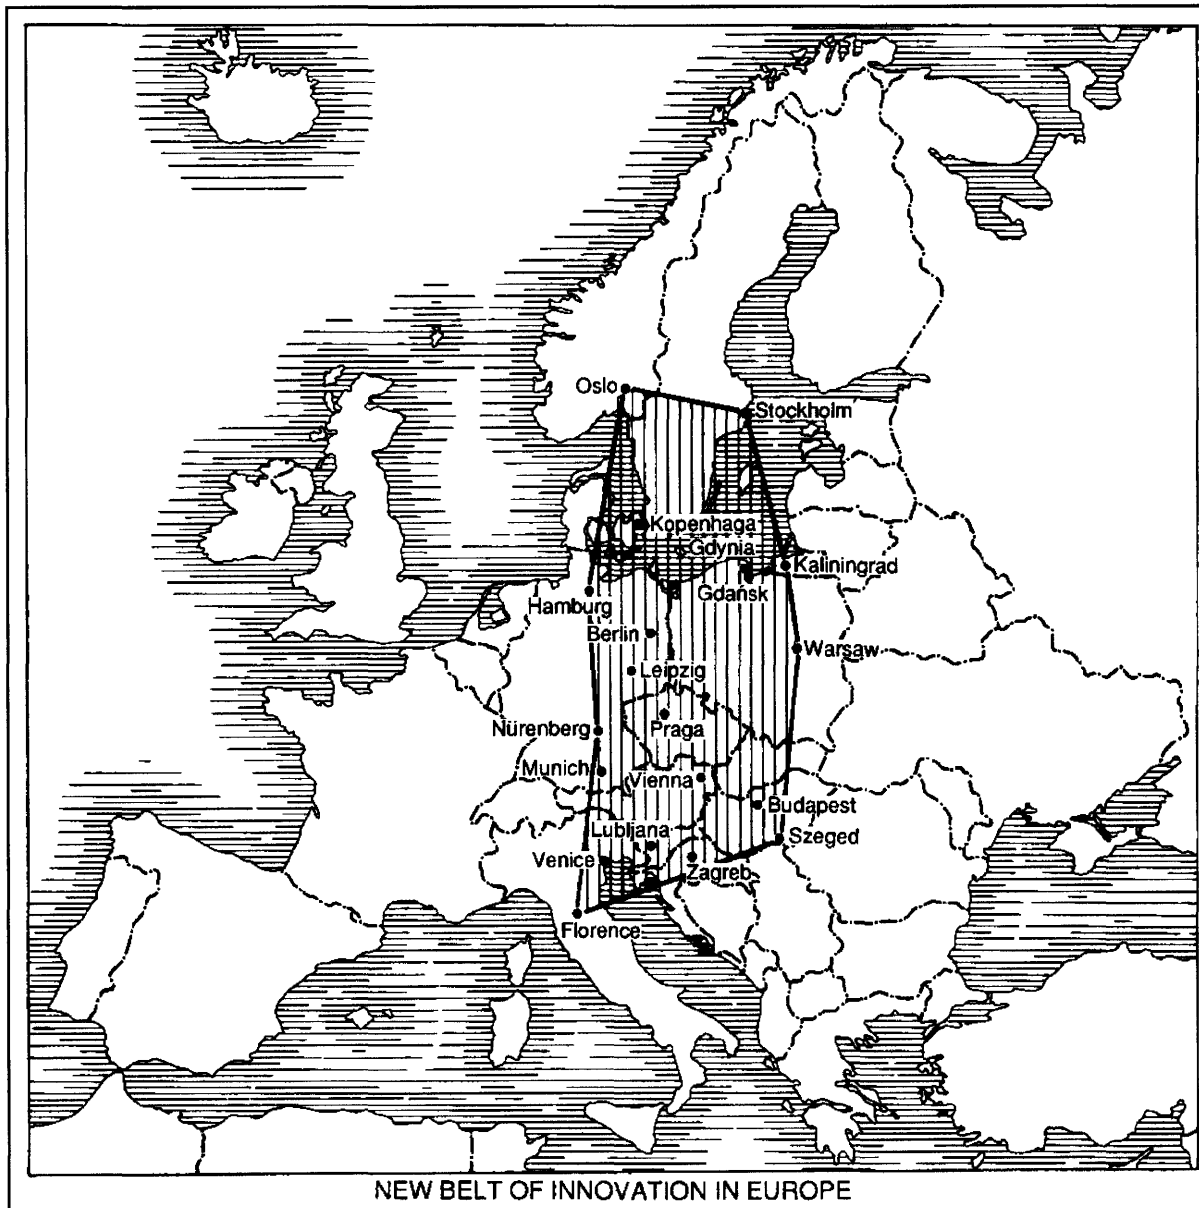 Oslo
Stockholm
Kopenhaga
Gdynia
Kaliningrad
Gdańsk
Hamburg
Berlin
Warsaw
Leipzig
Nürenberg
Praga
Munich
Vienna
Budapest
Lubljana
Szeged
Venice
Zagreb
Florence
NEW BELT OF INNOVATION IN EUROPE